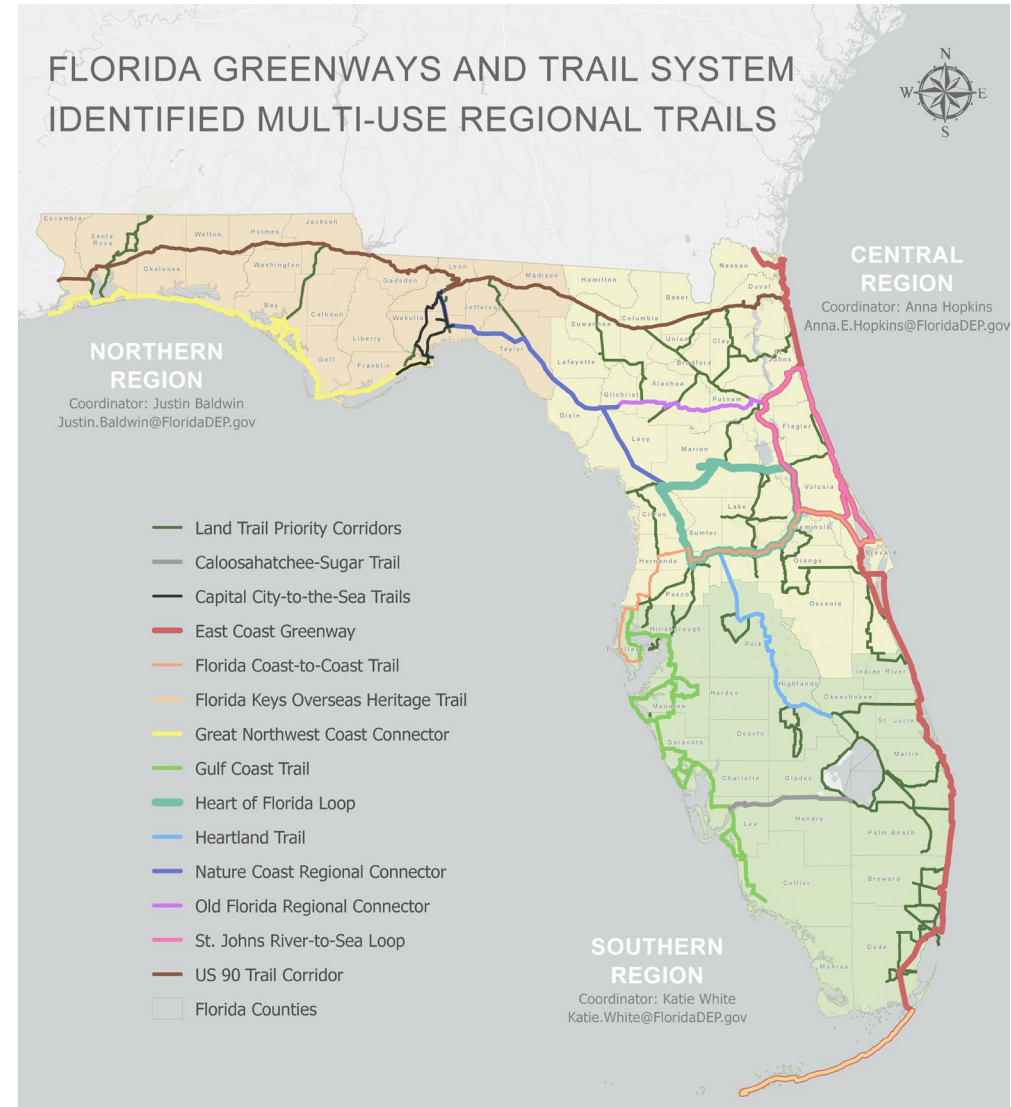 FLORIDA GREENWAYS AND TRAIL SYSTEM
IDENTIFIED MULTI-USE REGIONAL TRAILS
N
W
E
S
CENTRAL
REGION
Coordinator: Anna Hopkins
Anna.E.Hopkins@FloridaDEP.gov
NORTHERN
REGION
Coordinator: Justin Baldwin
Justin.Baldwin@FloridaDEP.gov
Escambia
Santa
Rosa
Okaloosa
Walton
Holmes
Jackson
Washington
Bay
Calhoun
Gulf
Liberty
Franklin
Gadsden
Leon
Wakulla
Jefferson
Madison
Taylor
Hamilton
Suwannee
Columbia
Baker
Nassau
Duval
Union
Clay
Bradford
Lafayette
Alachua
Gilchrist
Putnam
Dixie
Levy
Marion
Flagler
Volusia
Citrus
Sumter
Lake
Hernando
Orange
Brevard
Pasco
Osceola
Hillsborough
Polk
Indian River
Manatee
Hardee
Highlands
Okeechobee
St. Lucie
Sarasota
Desoto
Martin
Charlotte
Glades
Lee
Hendry
Palm Beach
Collier
Broward
Dade
Monroe
Land Trail Priority Corridors
Caloosahatchee-Sugar Trail
Capital City-to-the-Sea Trails
East Coast Greenway
Florida Coast-to-Coast Trail
Florida Keys Overseas Heritage Trail
Great Northwest Coast Connector
Gulf Coast Trail
Heart of Florida Loop
Heartland Trail
Nature Coast Regional Connector
Old Florida Regional Connector
St. Johns River-to-Sea Loop
US 90 Trail Corridor
Florida Counties
SOUTHERN
REGION
Coordinator: Katie White
Katie.White@FloridaDEP.gov